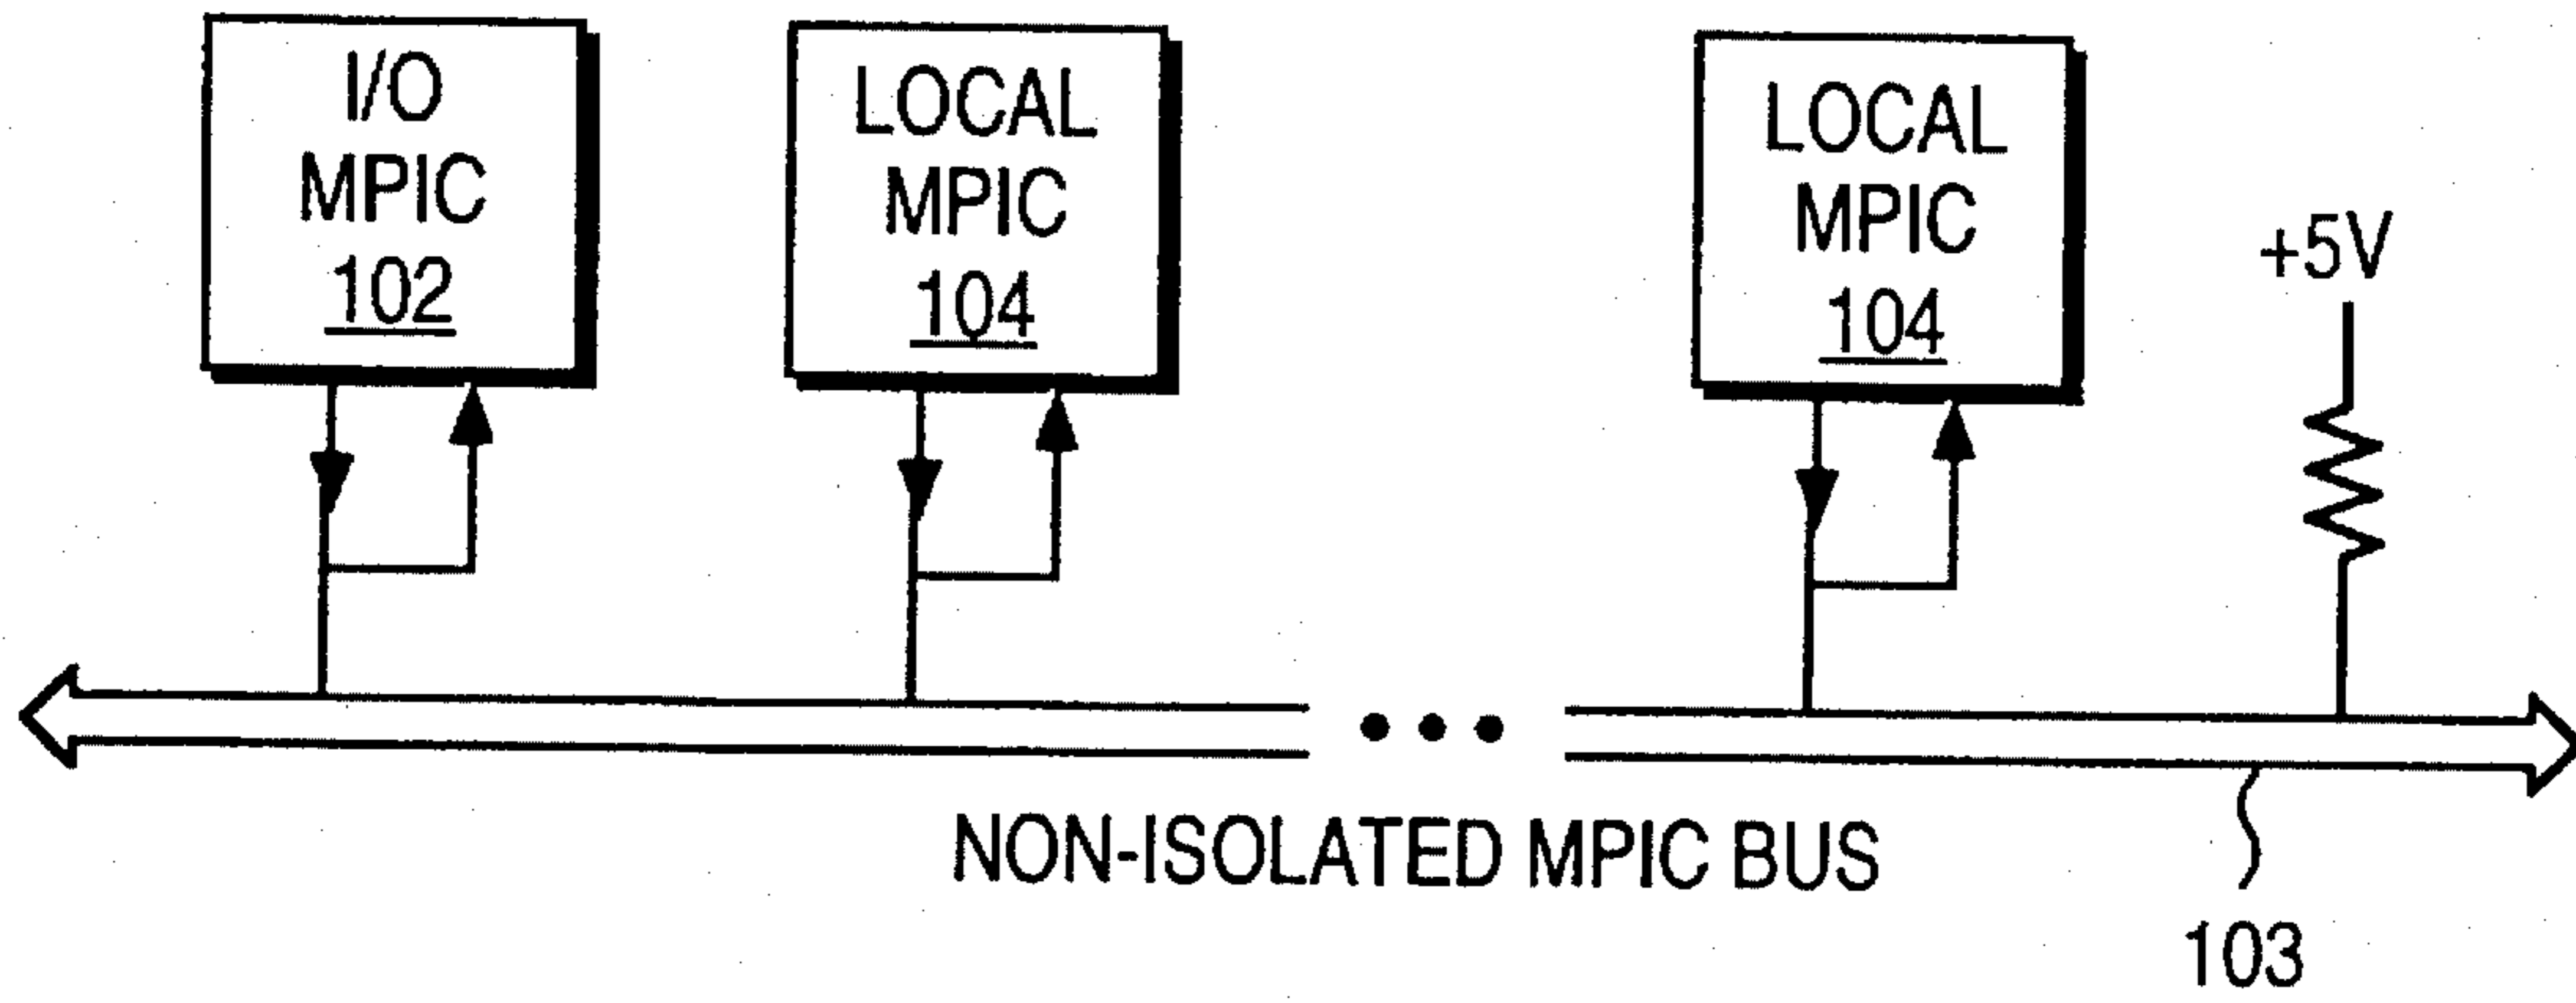 I/O
MPIC
102
LOCAL
MPIC
104
LOCAL
MPIC
104
+5V
NON-ISOLATED MPIC BUS
103